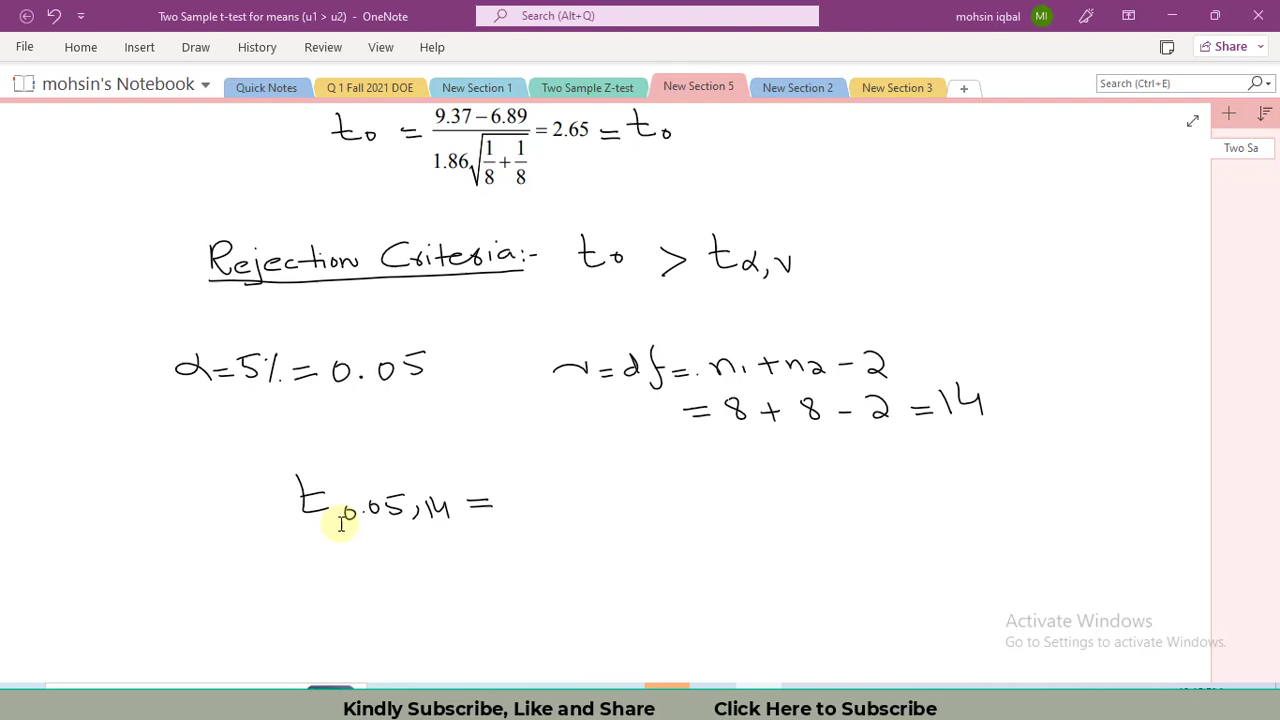 Two Sample t-test for means (u1 > u2) - OneNote
Search (Alt+Q)
mohsin iqbal MI
File Home Insert Draw History Review View Help
Share
mohsin's Notebook
Quick Notes Q 1 Fall 2021 DOE New Section 1 Two Sample Z-test New Section 5 New Section 2 New Section 3 +
Search (Ctrl+E)
Two Sa
t₀ = (9.37 − 6.89) / (1.86√(1/8 + 1/8)) = 2.65 = t₀
Rejection Criteria:- t₀ > tα,ν
α = 5% = 0.05
ν = df = n₁ + n₂ - 2
= 8 + 8 - 2 = 14
t 0.05, 14 =
Activate Windows
Go to Settings to activate Windows.
Kindly Subscribe, Like and Share Click Here to Subscribe